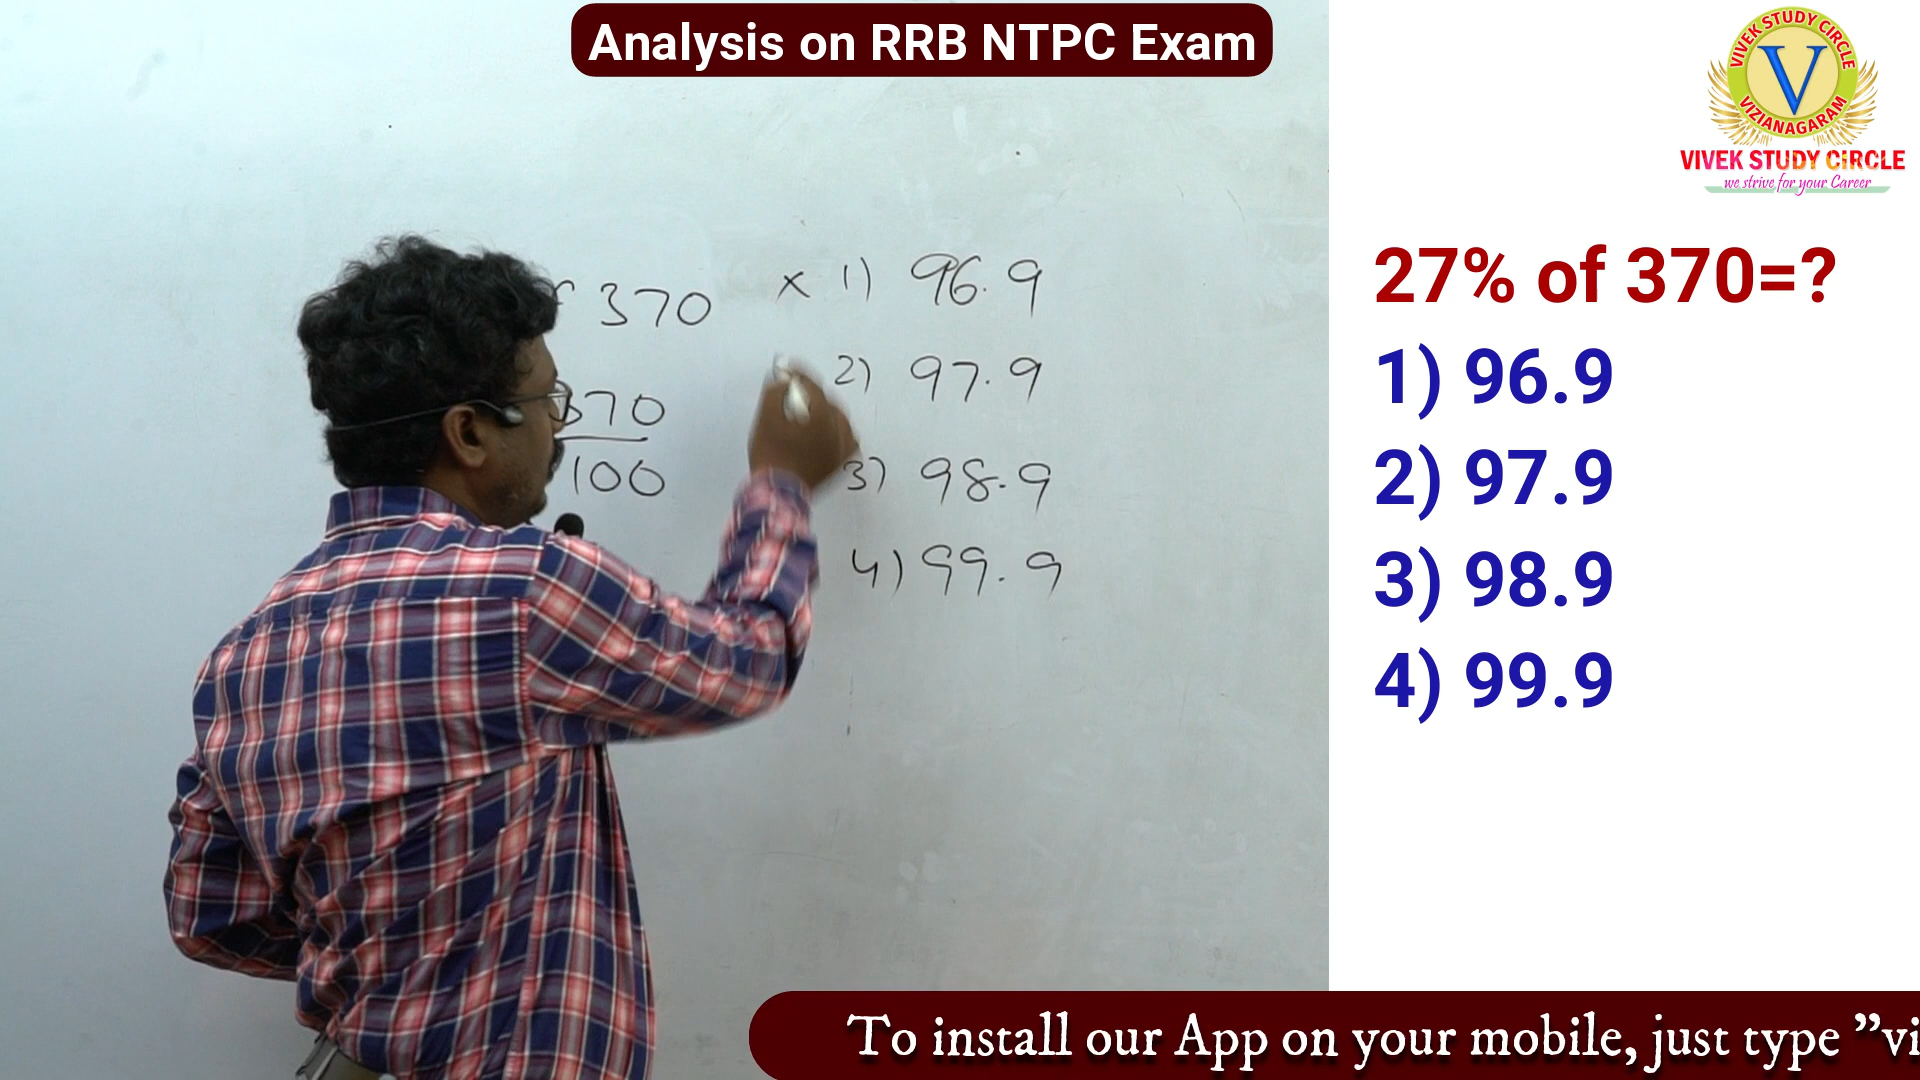 Analysis on RRB NTPC Exam
VIVEK STUDY CIRCLE
V
VIZIANAGARAM
VIVEK STUDY CIRCLE
we strive for your Career
370
370
100
x 1) 96.9
2) 97.9
3) 98.9
4) 99.9
27% of 370=?
1) 96.9
2) 97.9
3) 98.9
4) 99.9
To install our App on your mobile, just type "vi